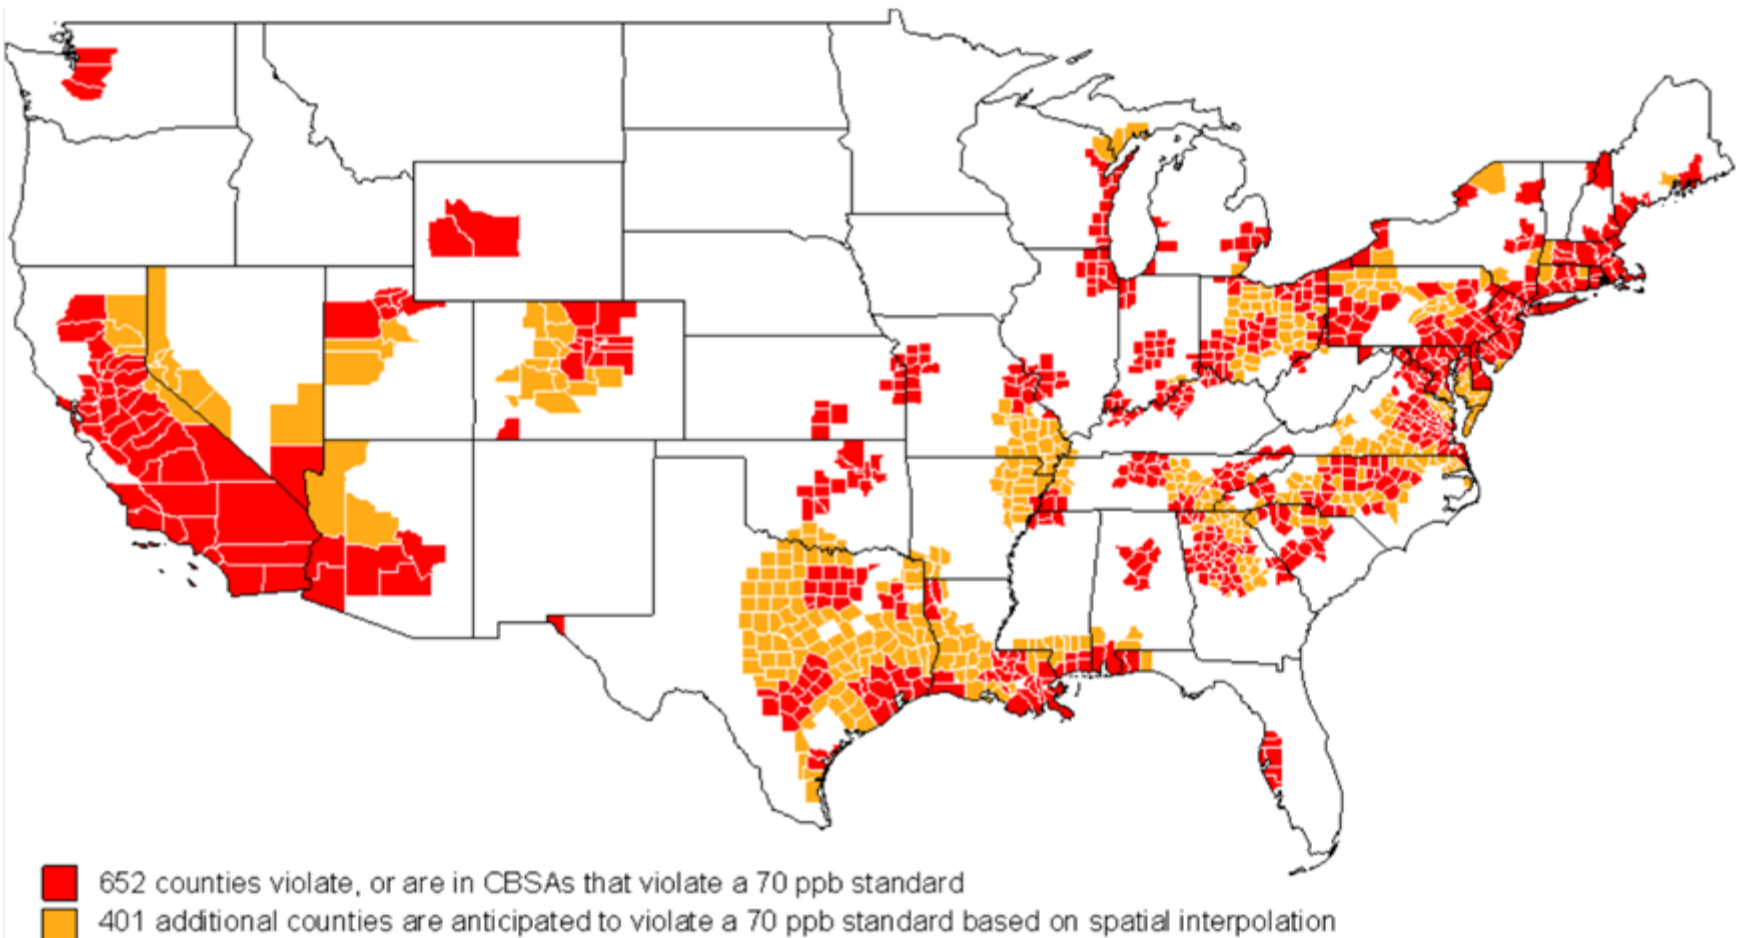 652 counties violate, or are in CBSAs that violate a 70 ppb standard
401 additional counties are anticipated to violate a 70 ppb standard based on spatial interpolation